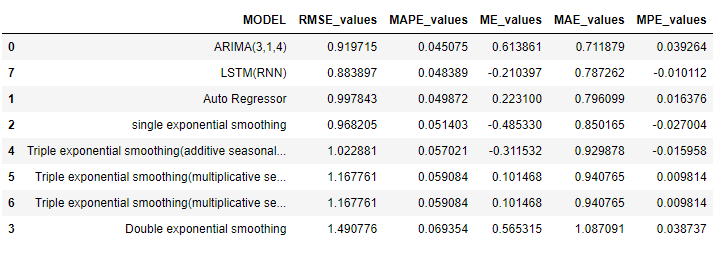 MODEL RMSE_values MAPE_values ME_values MAE_values MPE_values
0 ARIMA(3,1,4) 0.919715 0.045075 0.613861 0.711879 0.039264
7 LSTM(RNN) 0.883897 0.048389 -0.210397 0.787262 -0.010112
1 Auto Regressor 0.997843 0.049872 0.223100 0.796099 0.016376
2 single exponential smoothing 0.968205 0.051403 -0.485330 0.850165 -0.027004
4 Triple exponential smoothing(additive seasonal... 1.022881 0.057021 -0.311532 0.929878 -0.015958
5 Triple exponential smoothing(multiplicative se... 1.167761 0.059084 0.101468 0.940765 0.009814
6 Triple exponential smoothing(multiplicative se... 1.167761 0.059084 0.101468 0.940765 0.009814
3 Double exponential smoothing 1.490776 0.069354 0.565315 1.087091 0.038737